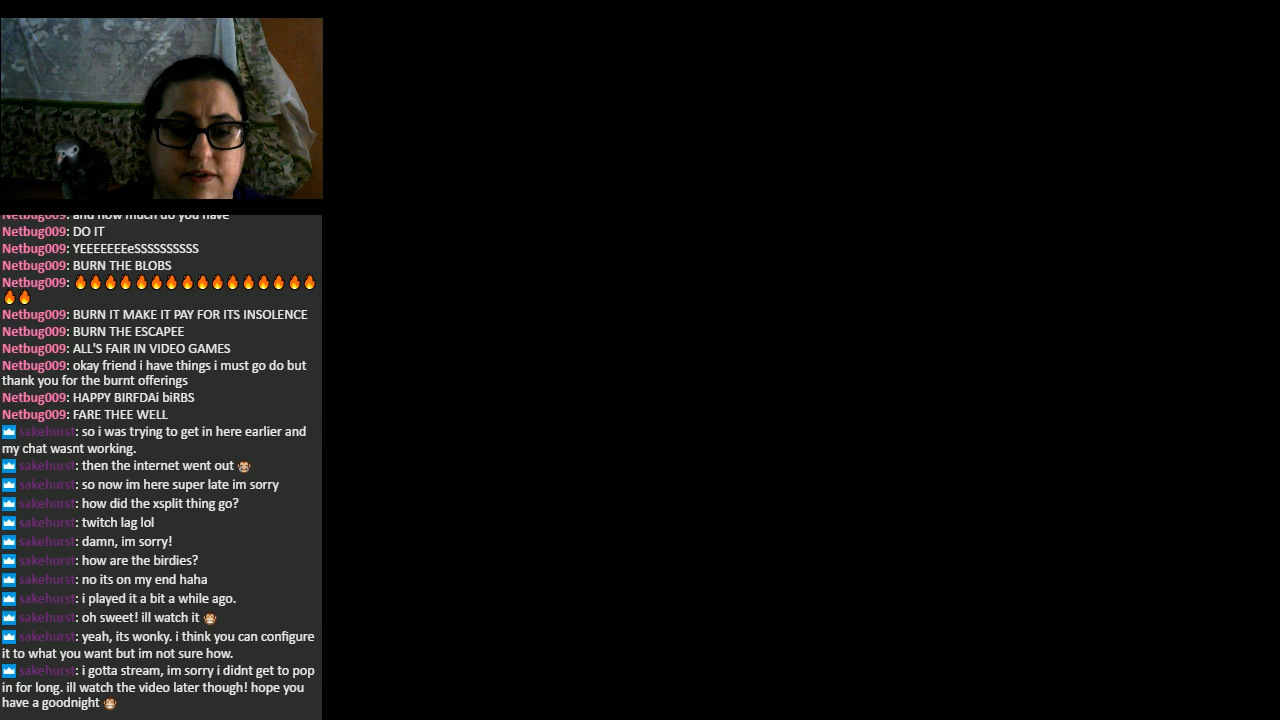 Netbug009: and how much do you have
Netbug009: DO IT
Netbug009: YEEEEEEEeSSSSSSSSSS
Netbug009: BURN THE BLOBS
Netbug009: 🔥🔥🔥🔥🔥🔥🔥🔥🔥🔥🔥🔥🔥🔥🔥🔥
🔥🔥
Netbug009: BURN IT MAKE IT PAY FOR ITS INSOLENCE
Netbug009: BURN THE ESCAPEE
Netbug009: ALL'S FAIR IN VIDEO GAMES
Netbug009: okay friend i have things i must go do but
thank you for the burnt offerings
Netbug009: HAPPY BIRFDAi biRBS
Netbug009: FARE THEE WELL
sakehurst: so i was trying to get in here earlier and
my chat wasnt working.
sakehurst: then the internet went out 🐵
sakehurst: so now im here super late im sorry
sakehurst: how did the xsplit thing go?
sakehurst: twitch lag lol
sakehurst: damn, im sorry!
sakehurst: how are the birdies?
sakehurst: no its on my end haha
sakehurst: i played it a bit a while ago.
sakehurst: oh sweet! ill watch it 🐵
sakehurst: yeah, its wonky. i think you can configure
it to what you want but im not sure how.
sakehurst: i gotta stream, im sorry i didnt get to pop
in for long. ill watch the video later though! hope you
have a goodnight 🐵